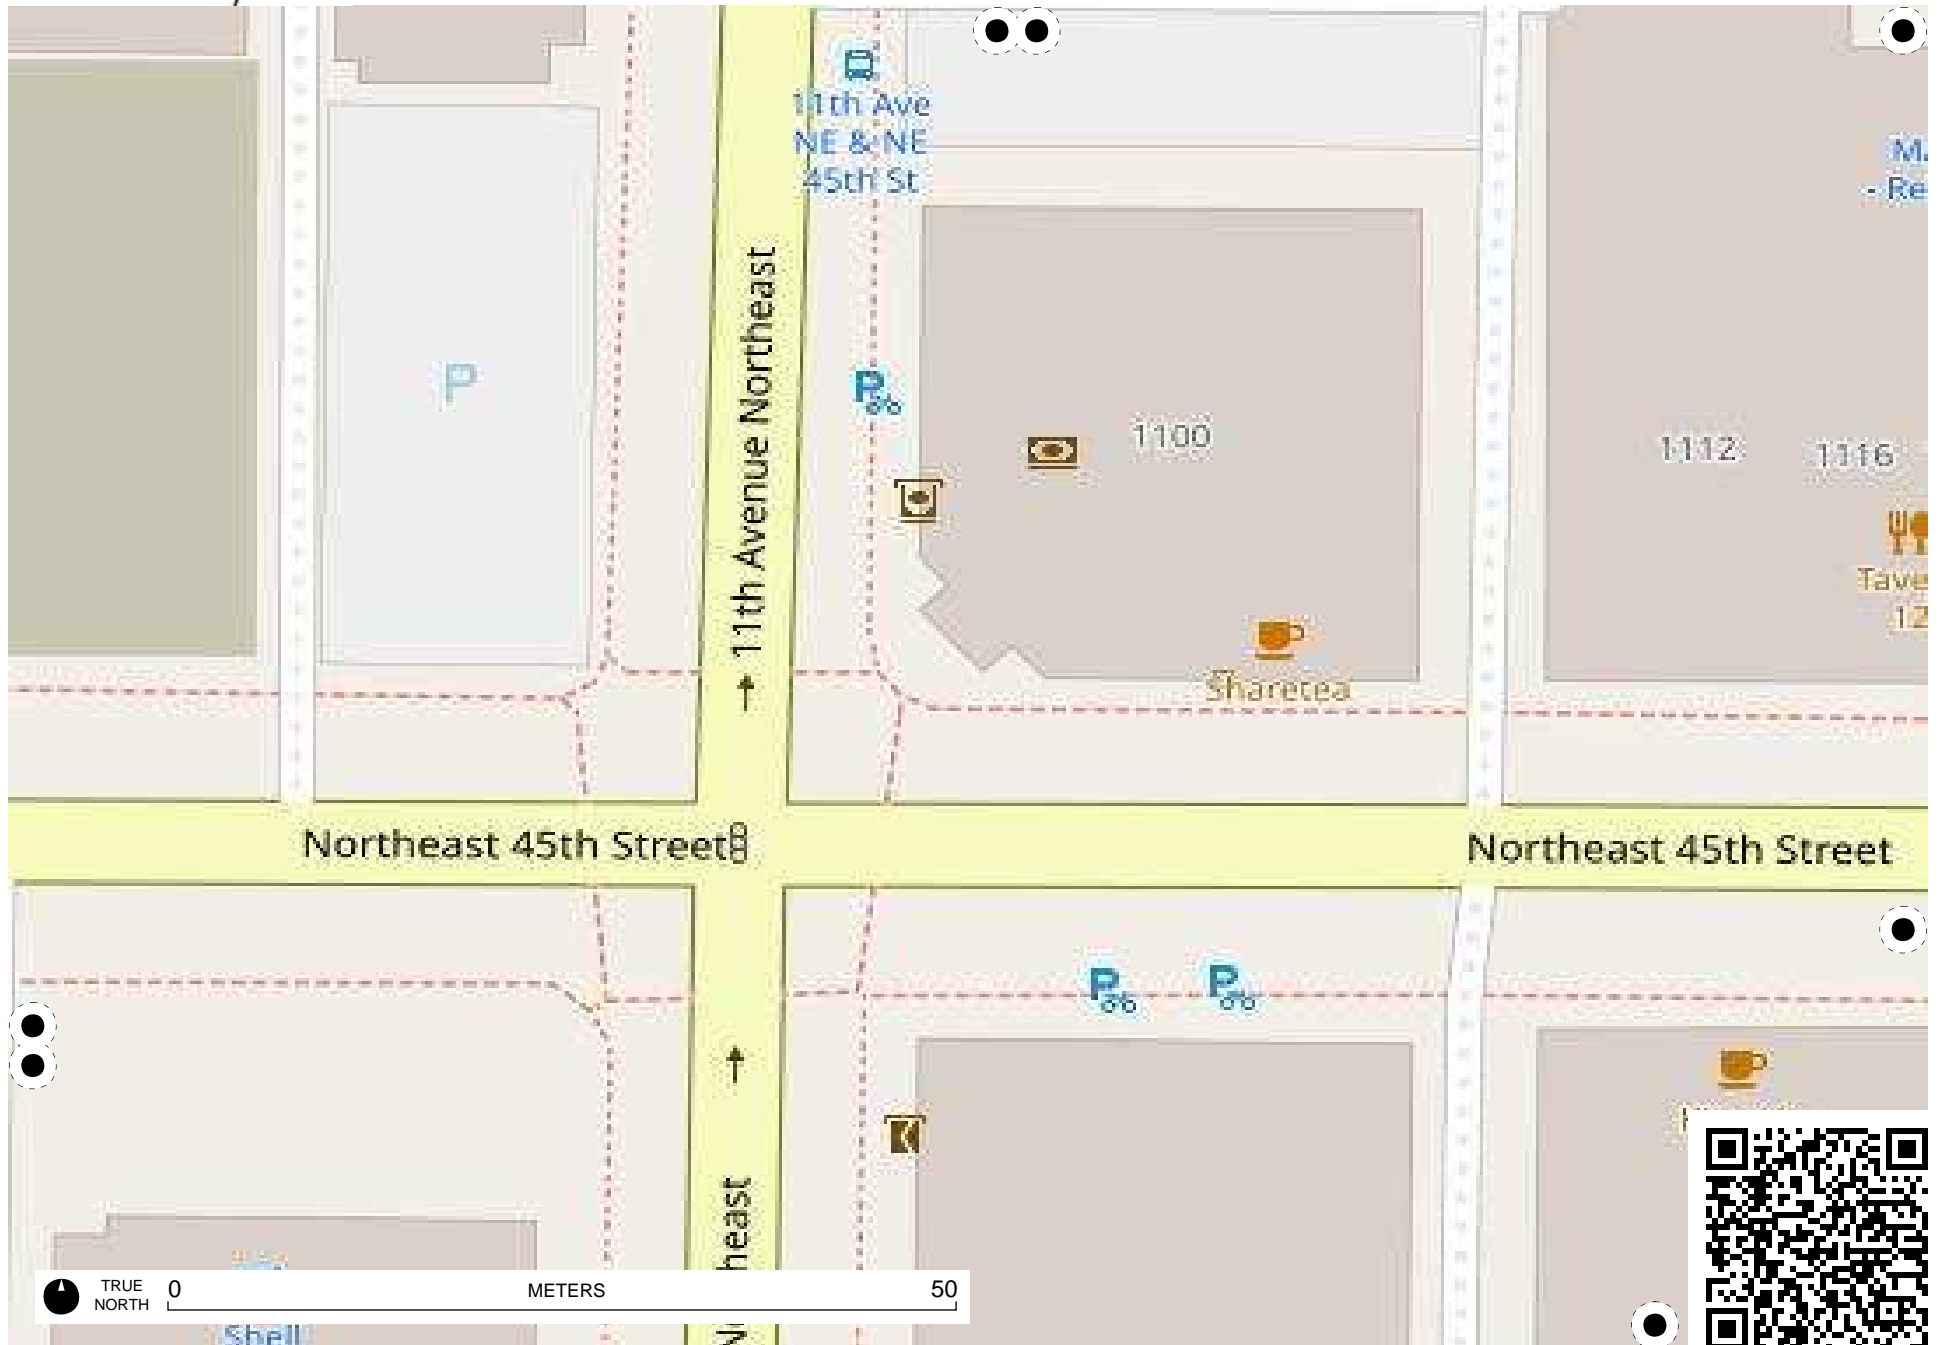 11th Ave
NE & NE
45th St
11th Avenue Northeast
P
P
1100
1112
1116
Sharetea
Northeast 45th Street
Northeast 45th Street
P
P
TRUE
NORTH
0
METERS
50
Shell